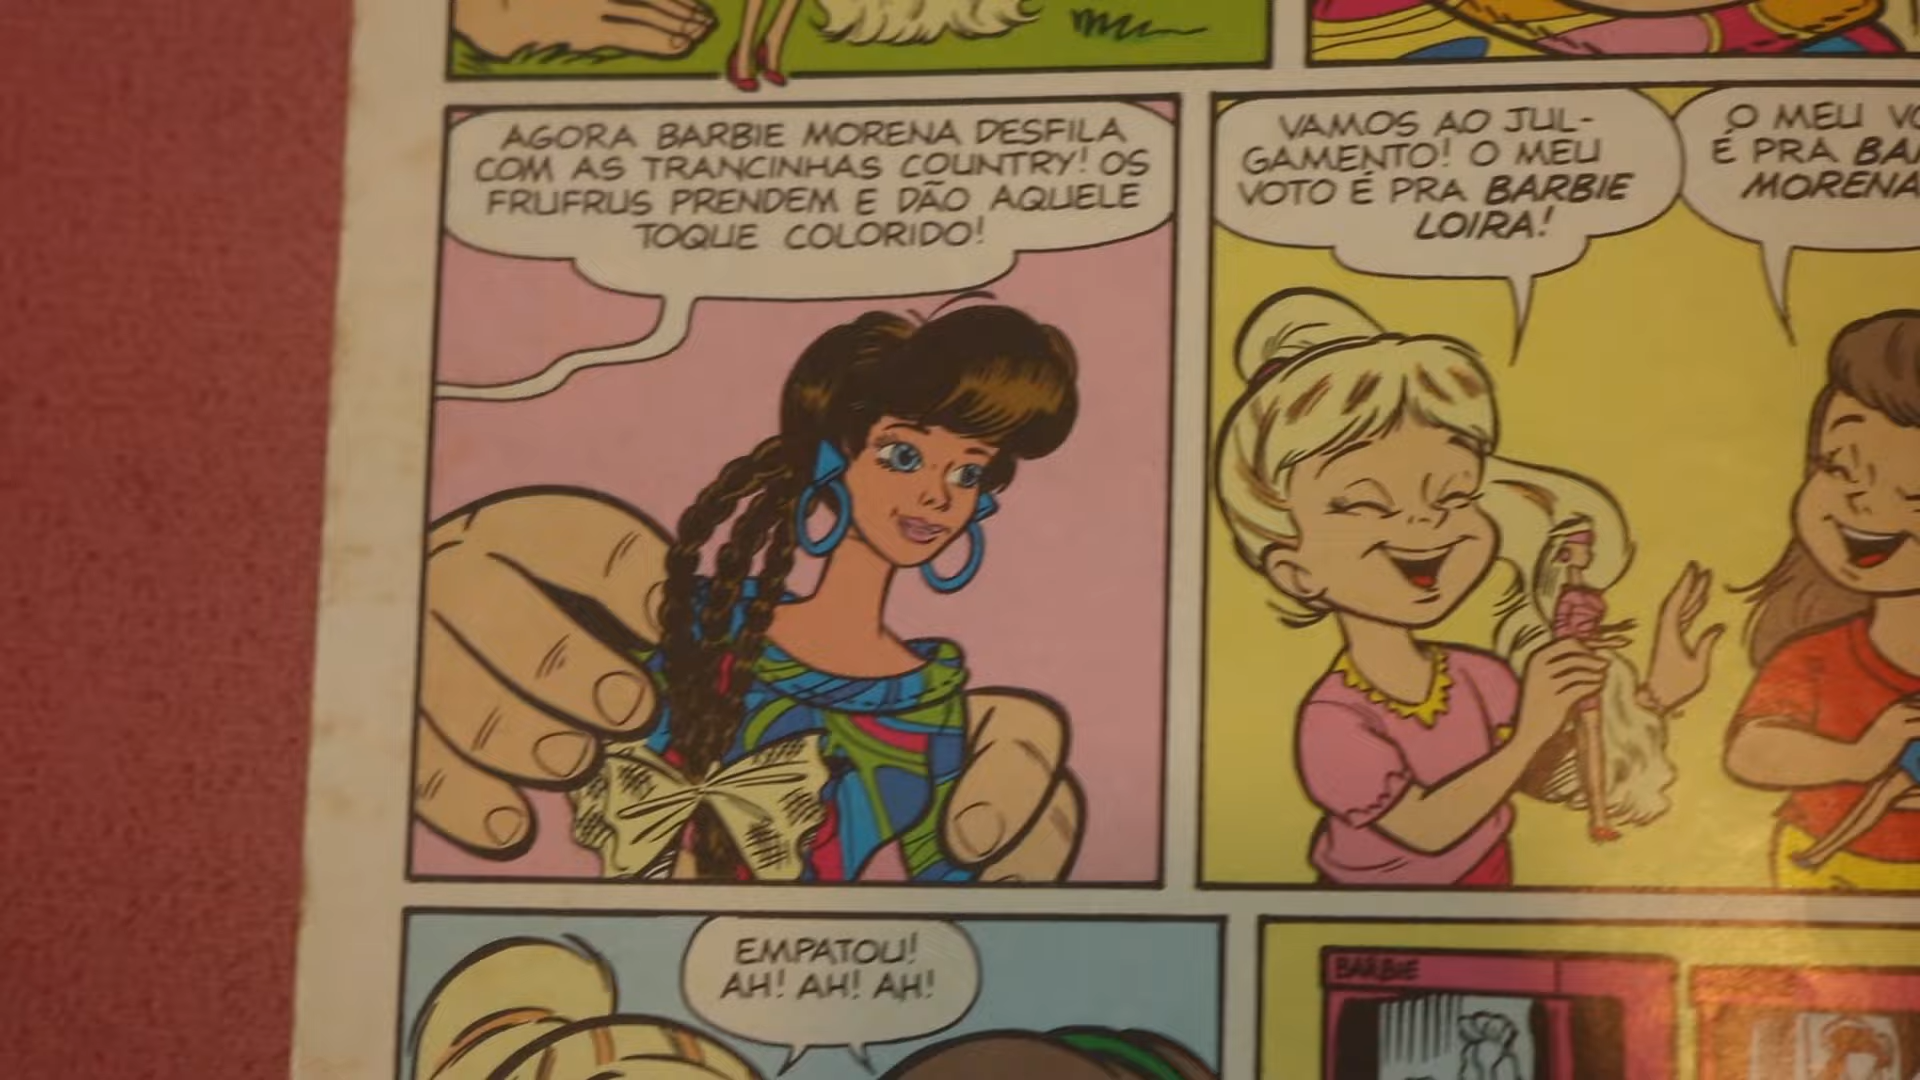 AGORA BARBIE MORENA DESFILA
COM AS TRANCINHAS COUNTRY! OS
FRUFRUS PRENDEM E DÃO AQUELE
TOQUE COLORIDO!
VAMOS AO JUL-
GAMENTO! O MEU
VOTO É PRA BARBIE
LOIRA!
O MEU
É PRA
MORENA
EMPATOU!
AH! AH! AH!
BARBIE